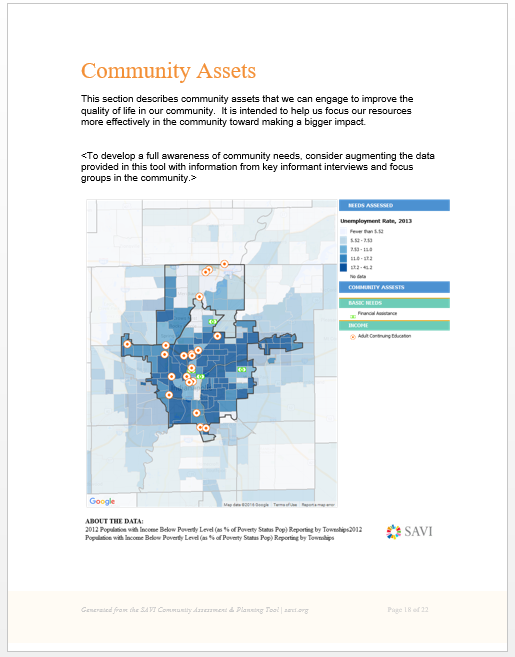 Community Assets
This section describes community assets that we can engage to improve the
quality of life in our community.  It is intended to help us focus our resources
more effectively in the community toward making a bigger impact.
<To develop a full awareness of community needs, consider augmenting the data
provided in this tool with information from key informant interviews and focus
groups in the community.>
NEEDS ASSESSED
Unemployment Rate, 2013
Fewer than 5.52
5.52 - 7.53
7.53 - 11.0
11.0 - 17.2
17.2 - 41.2
No data
COMMUNITY ASSESTS
BASIC NEEDS
Financial Assistance
INCOME
Adult Continuing Education
Google
Map data ©2016 Google
Terms of Use
Report a map error
ABOUT THE DATA:
2012 Population with Income Below Povertly Level (as % of Poverty Status Pop) Reporting by Townships2012
Population with Income Below Povertly Level (as % of Poverty Status Pop) Reporting by Townships
SAVI
Generated from the SAVI Community Assessment & Planning Tool | savi.org
Page 18 of 22